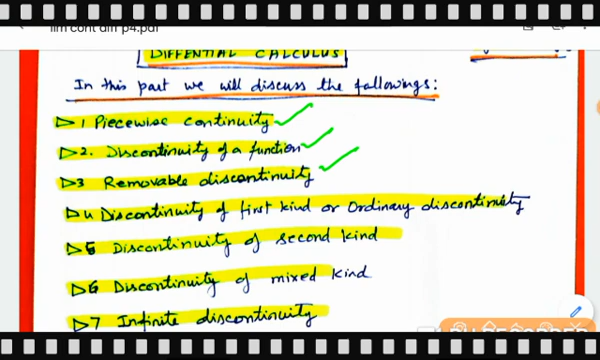 lim cont diff p4.pdf
DIFFENTIAL CALCULUS
In this part we will discuss the followings:
▷1 Piecewise continuity
▷2. Discontinuity of a function
▷3 Removable discontinuity
▷4 Discontinuity of first kind or Ordinary discontinuity
▷5 Discontinuity of second kind
▷6 Discontinuity of mixed kind
▷7 Infinite discontinuity